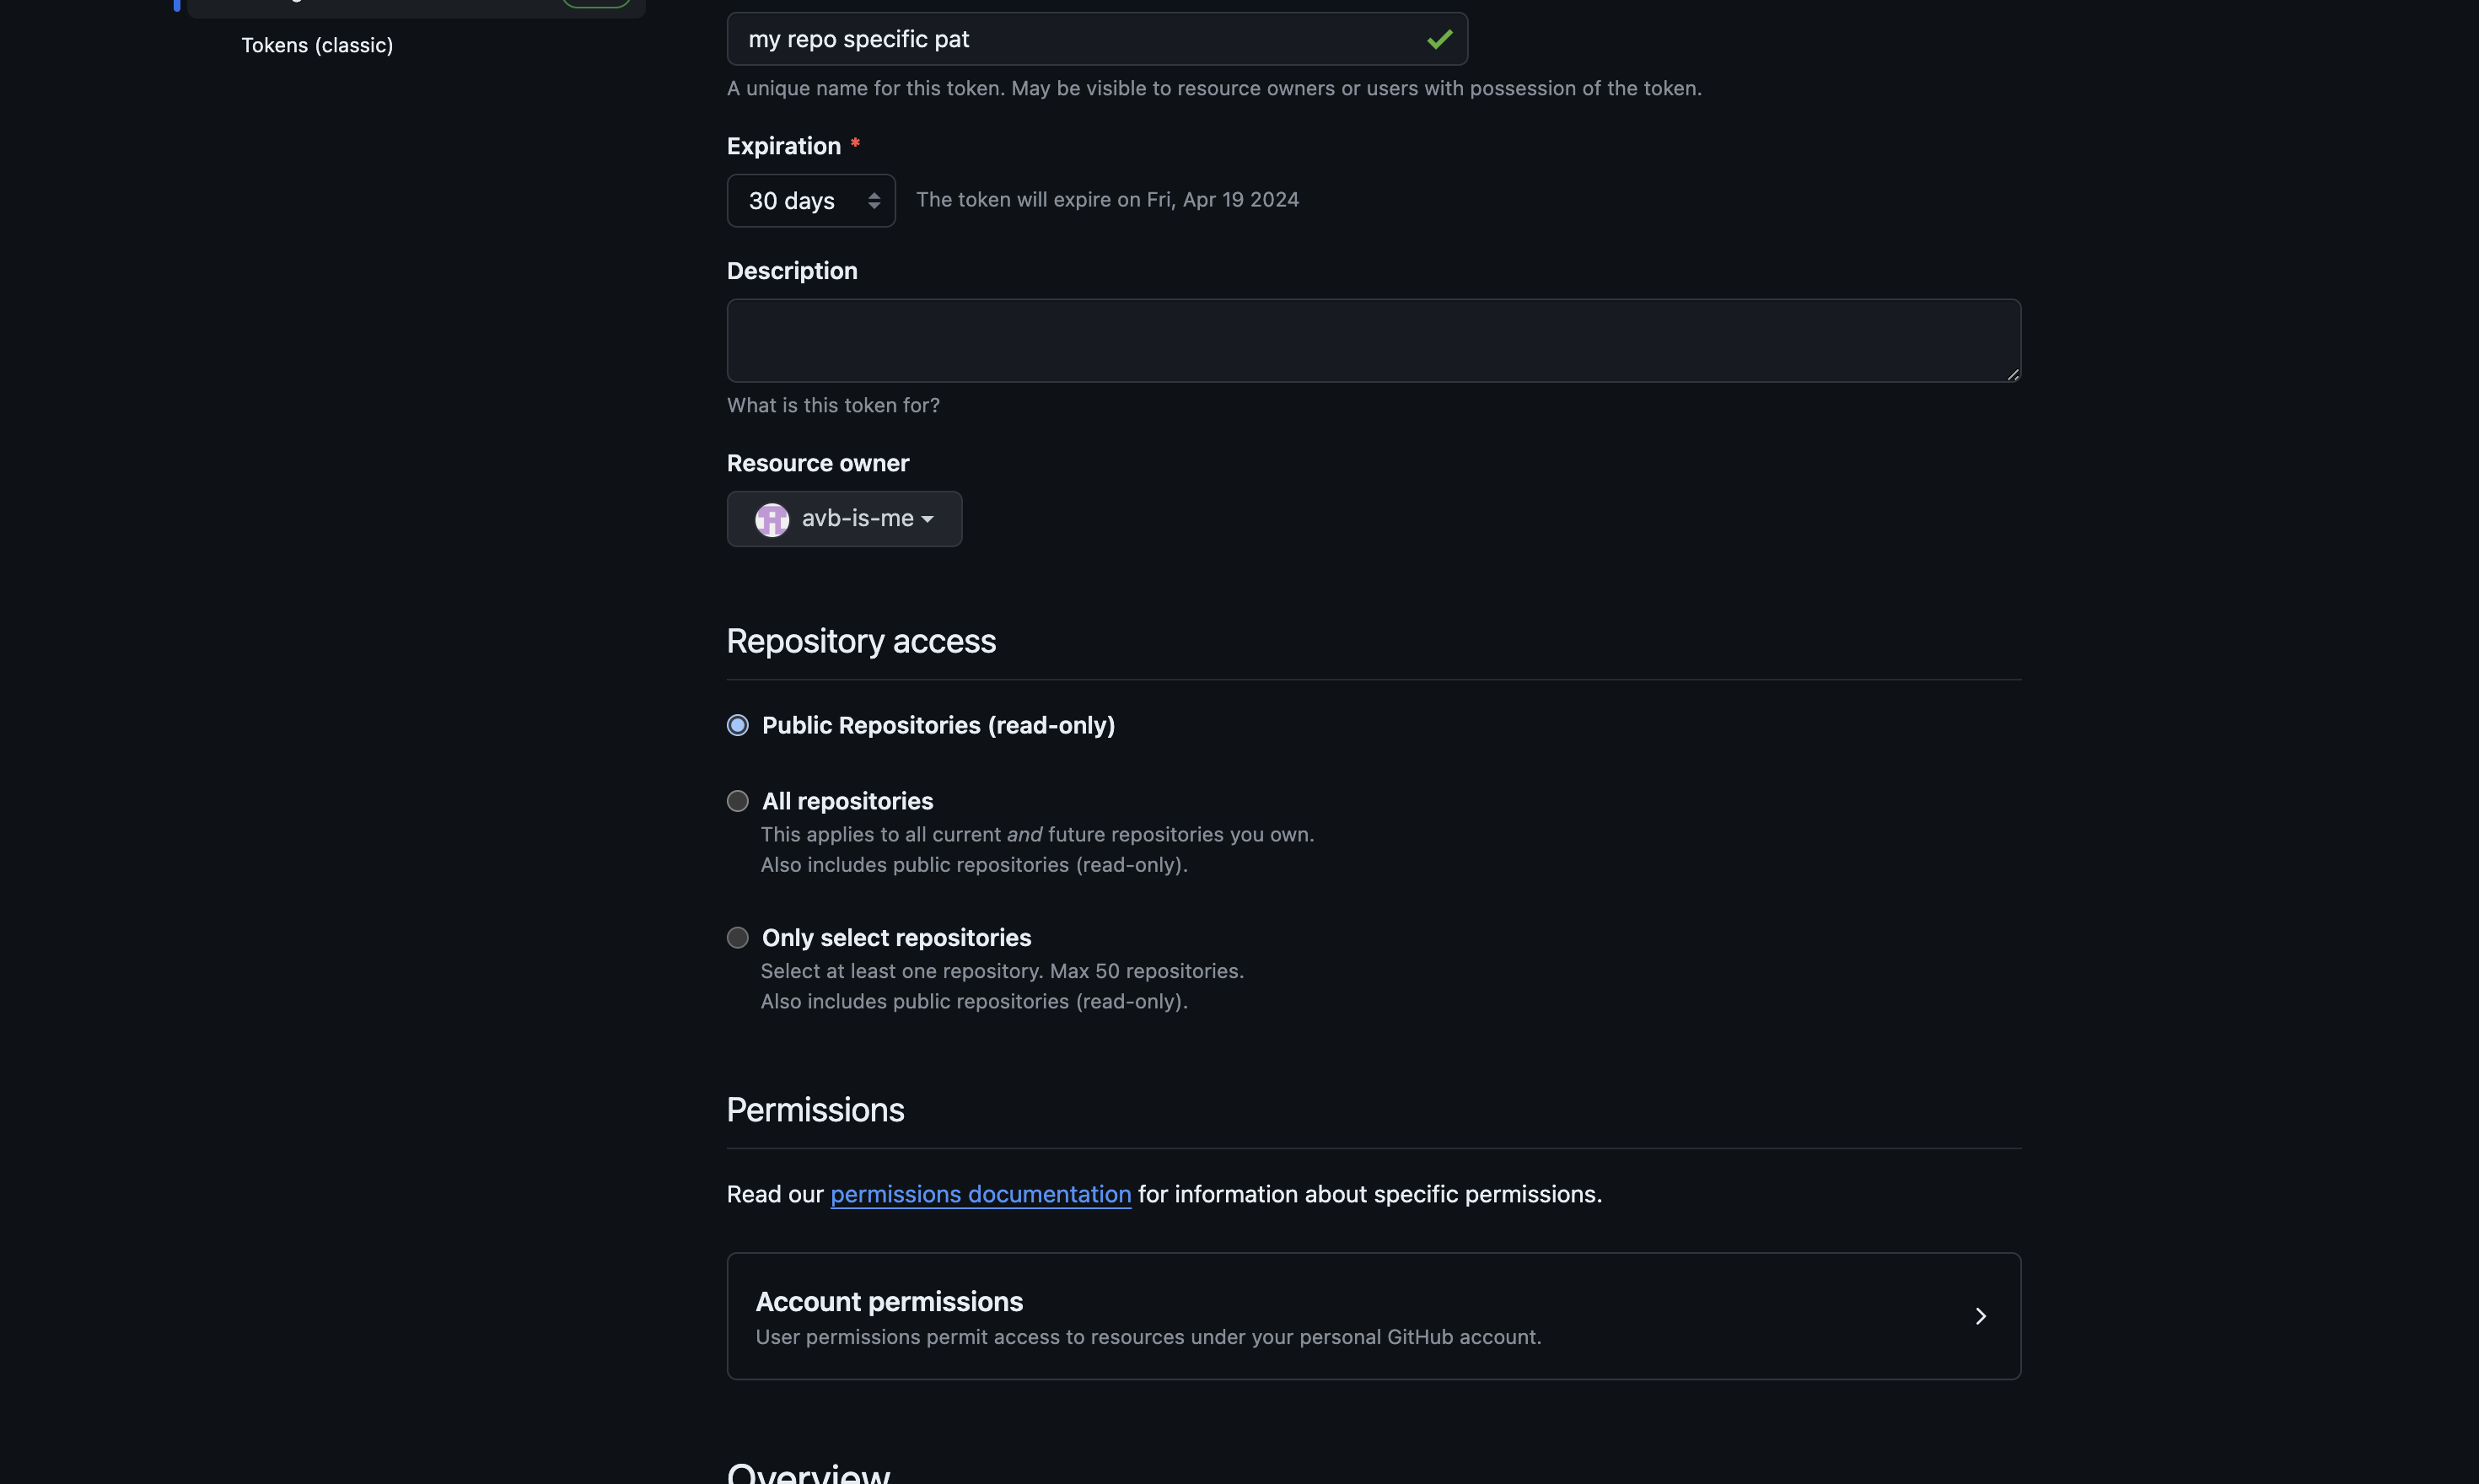 Tokens (classic)
my repo specific pat
A unique name for this token. May be visible to resource owners or users with possession of the token.
Expiration *
30 days
The token will expire on Fri, Apr 19 2024
Description
What is this token for?
Resource owner
avb-is-me
Repository access
Public Repositories (read-only)
All repositories
This applies to all current and future repositories you own.
Also includes public repositories (read-only).
Only select repositories
Select at least one repository. Max 50 repositories.
Also includes public repositories (read-only).
Permissions
Read our permissions documentation for information about specific permissions.
Account permissions
User permissions permit access to resources under your personal GitHub account.
Overview